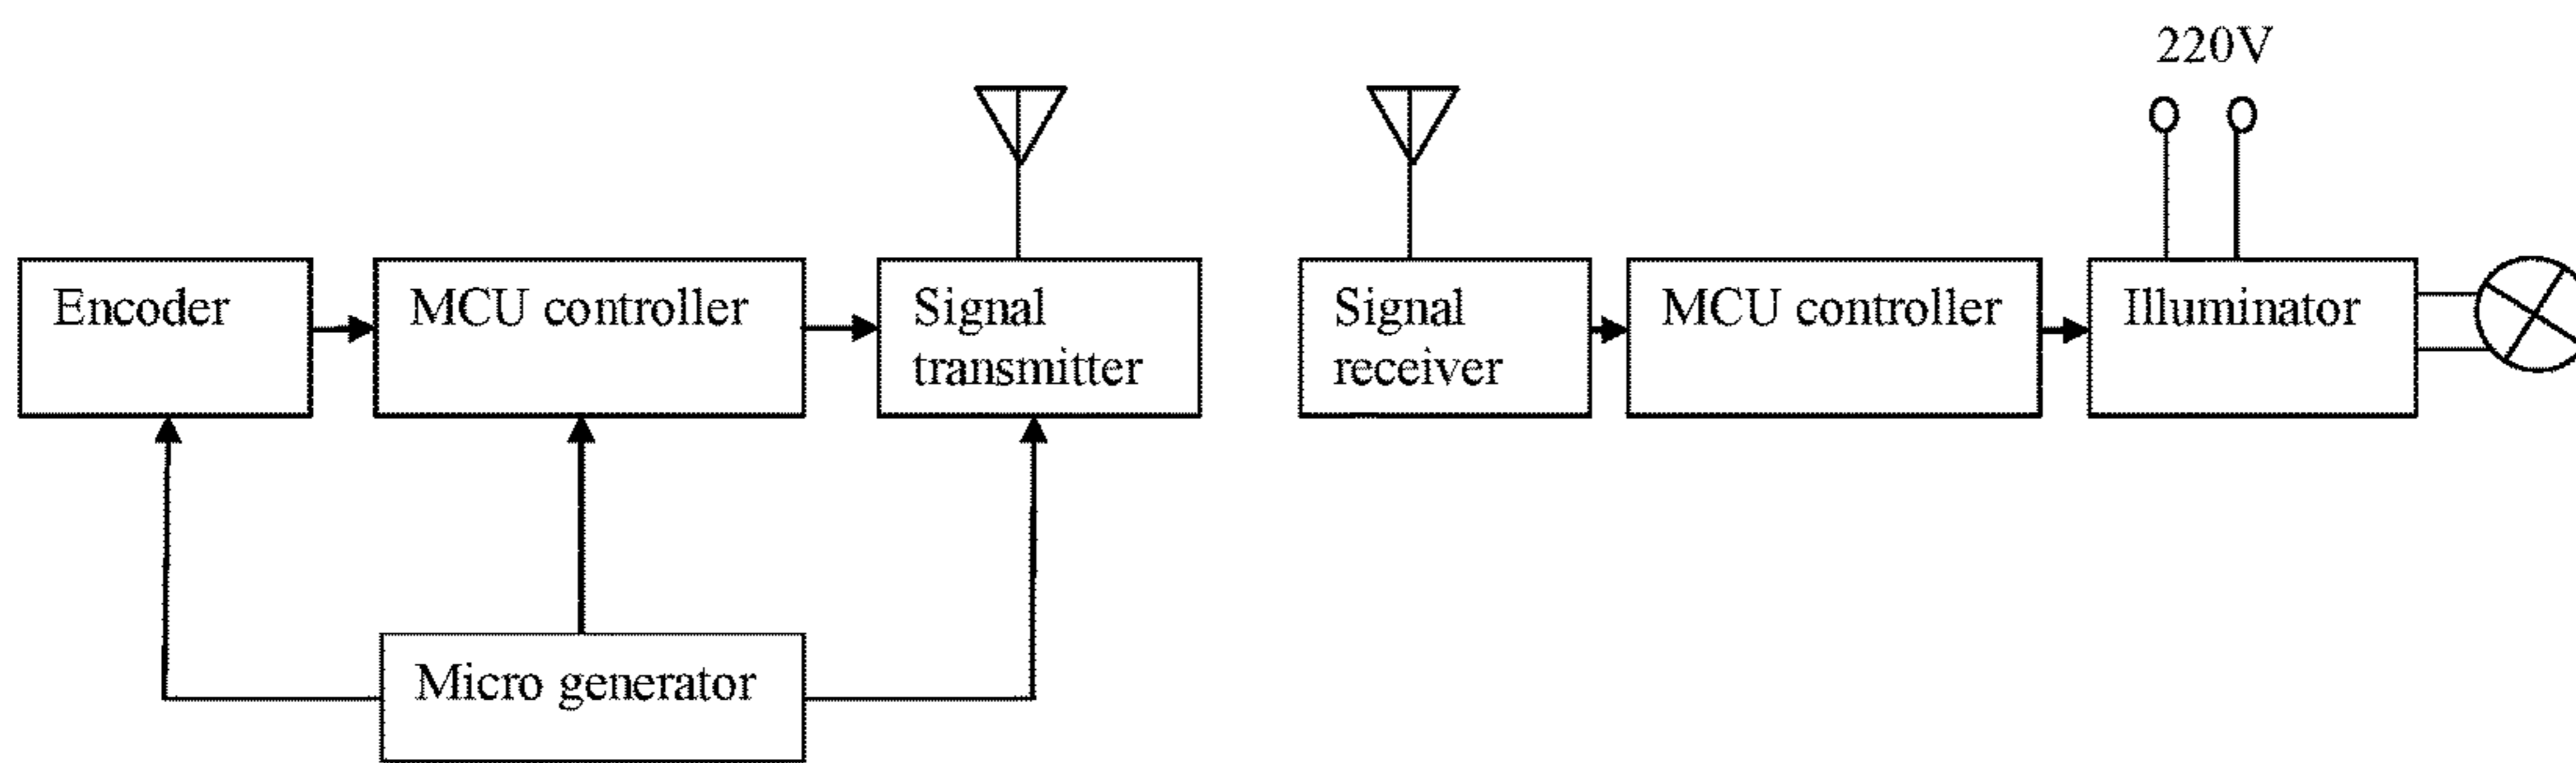 220V
Encoder
MCU controller
Signal
transmitter
Signal
receiver
MCU controller
Illuminator
Micro generator